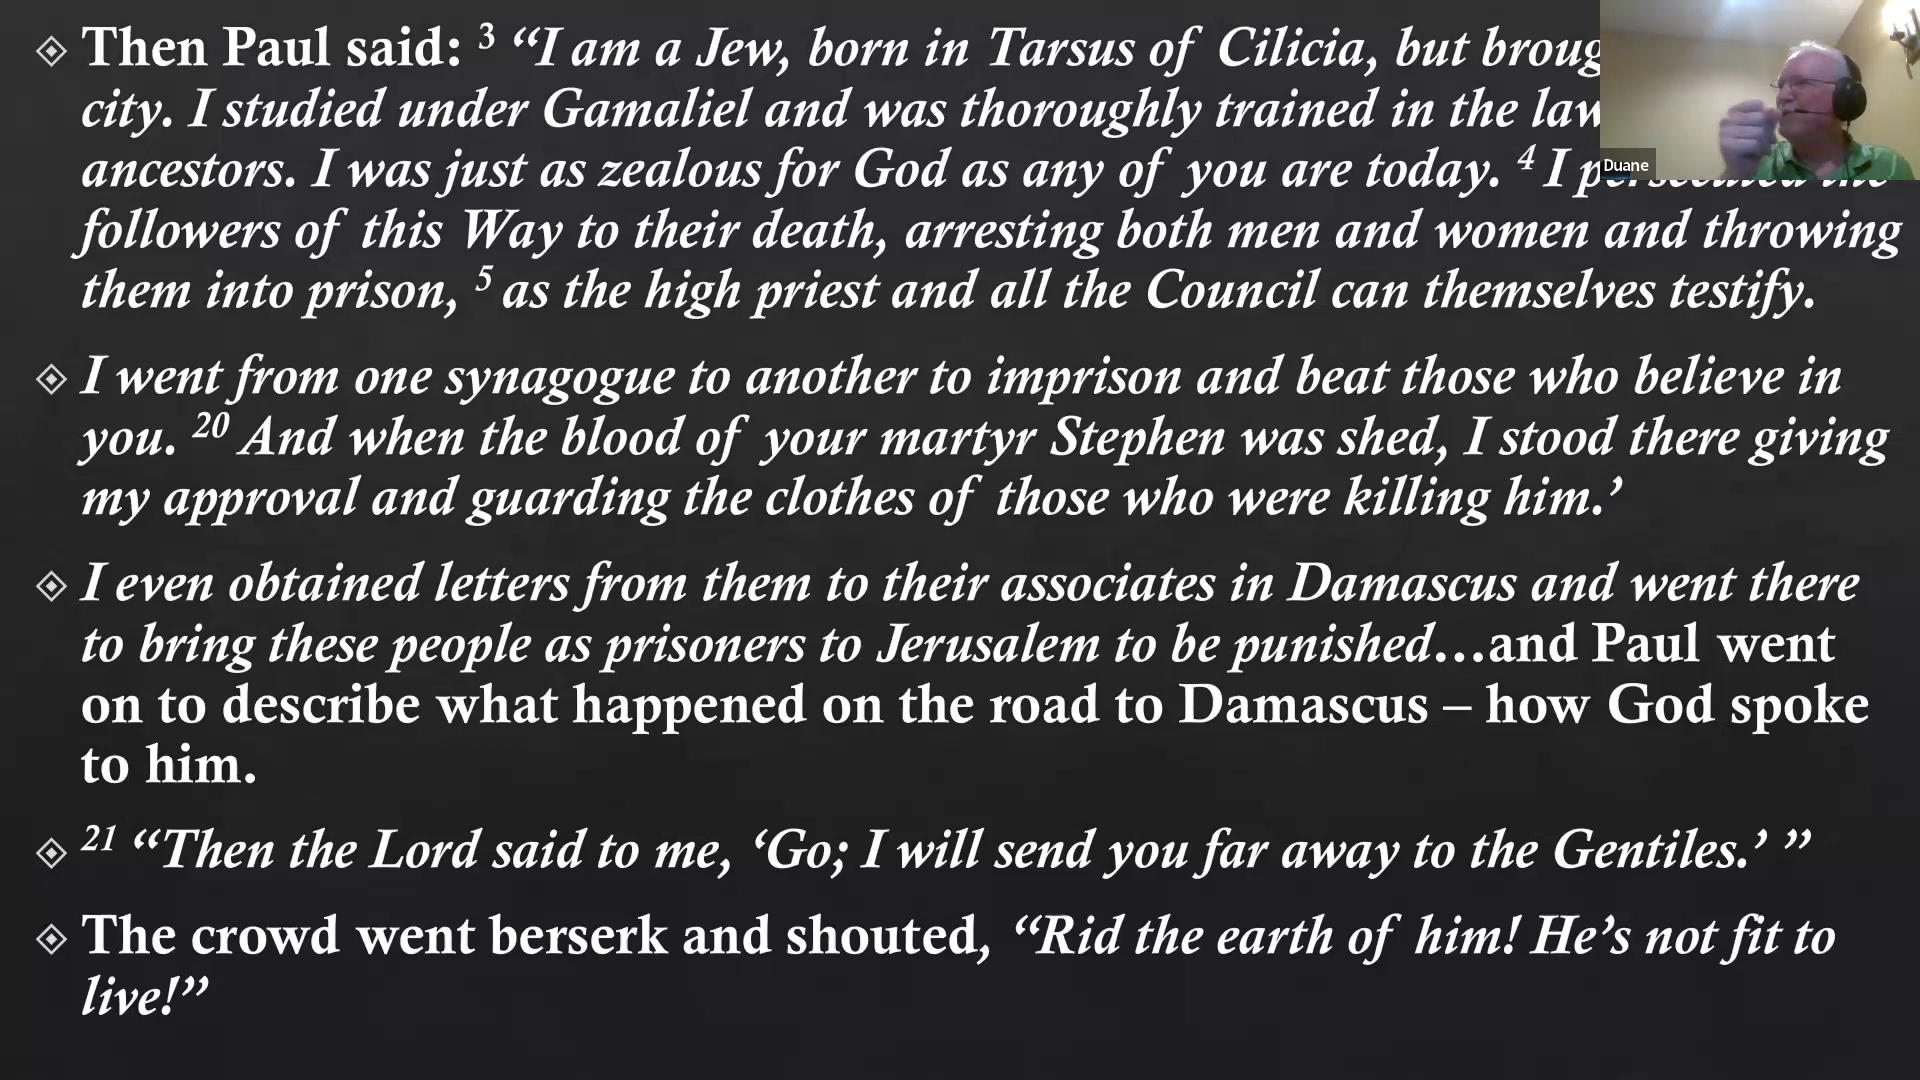 Then Paul said: 3 “I am a Jew, born in Tarsus of Cilicia, but
city. I studied under Gamaliel and was thoroughly trained in the law
ancestors. I was just as zealous for God as any of you are today. 4 I persecuted the
followers of this Way to their death, arresting both men and women and throwing
them into prison, 5 as the high priest and all the Council can themselves testify.
I went from one synagogue to another to imprison and beat those who believe in
you. 20 And when the blood of your martyr Stephen was shed, I stood there giving
my approval and guarding the clothes of those who were killing him.’
I even obtained letters from them to their associates in Damascus and went there
to bring these people as prisoners to Jerusalem to be punished…and Paul went
on to describe what happened on the road to Damascus – how God spoke
to him.
21 “Then the Lord said to me, ‘Go; I will send you far away to the Gentiles.’ ”
The crowd went berserk and shouted, “Rid the earth of him! He’s not fit to
live!”
Duane